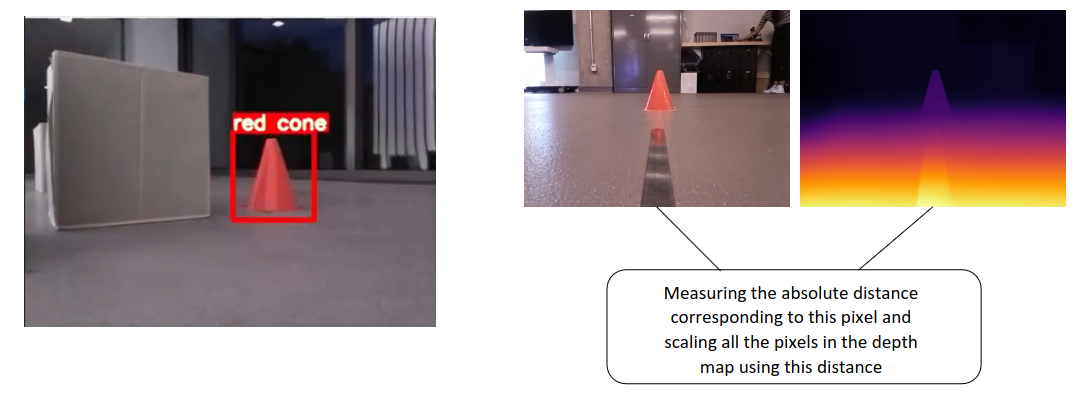 red cone
Measuring the absolute distance
corresponding to this pixel and
scaling all the pixels in the depth
map using this distance